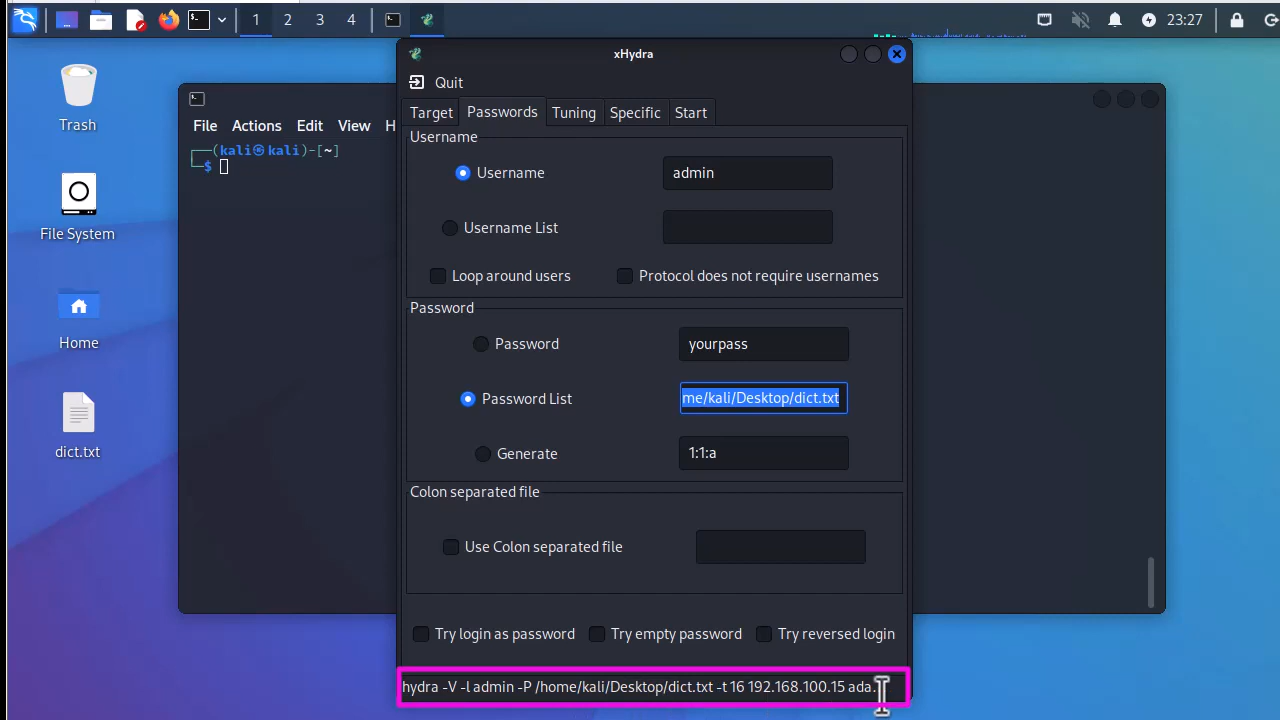 1 2 3 4 23:27
xHydra
Trash
Quit
File Actions Edit View H
Target Passwords Tuning Specific Start
Username
┌──(kali㉿kali)-[~]
└─$
Username admin
File System
Username List
Loop around users Protocol does not require usernames
Password
Home
Password yourpass
Password List me/kali/Desktop/dict.txt
dict.txt
Generate 1:1:a
Colon separated file
Use Colon separated file
Try login as password Try empty password Try reversed login
hydra -V -l admin -P /home/kali/Desktop/dict.txt -t 16 192.168.100.15 ada.